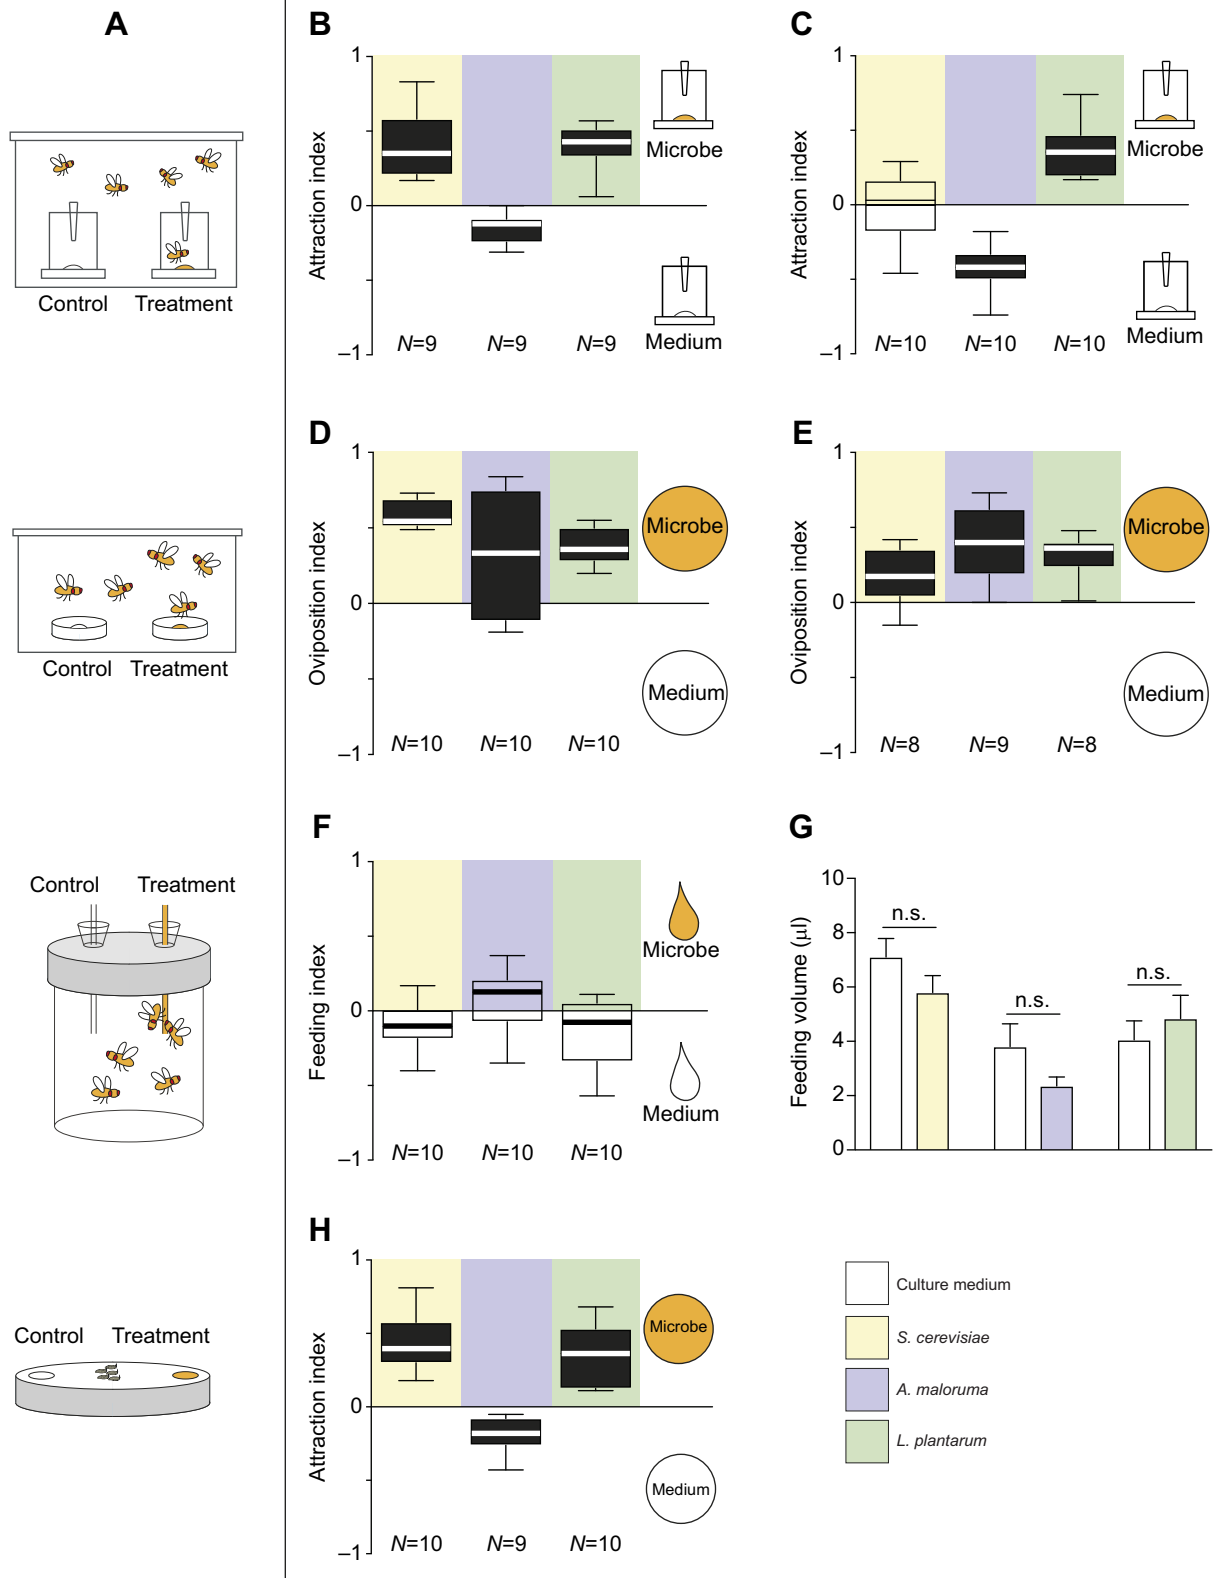 A
Control Treatment
Control Treatment
Control Treatment
Control Treatment
B
Attraction index
1
0
–1
N=9 N=9 N=9
Microbe
Medium
C
Attraction index
1
0
–1
N=10 N=10 N=10
Microbe
Medium
D
Oviposition index
1
0
–1
N=10 N=10 N=10
Microbe
Medium
E
Oviposition index
1
0
–1
N=8 N=9 N=8
Microbe
Medium
F
Feeding index
1
0
–1
N=10 N=10 N=10
Microbe
Medium
G
Feeding volume (µl)
10
8
6
4
2
0
n.s.
n.s.
n.s.
H
Attraction index
1
0
–1
N=10 N=9 N=10
Microbe
Medium
Culture medium
S. cerevisiae
A. maloruma
L. plantarum